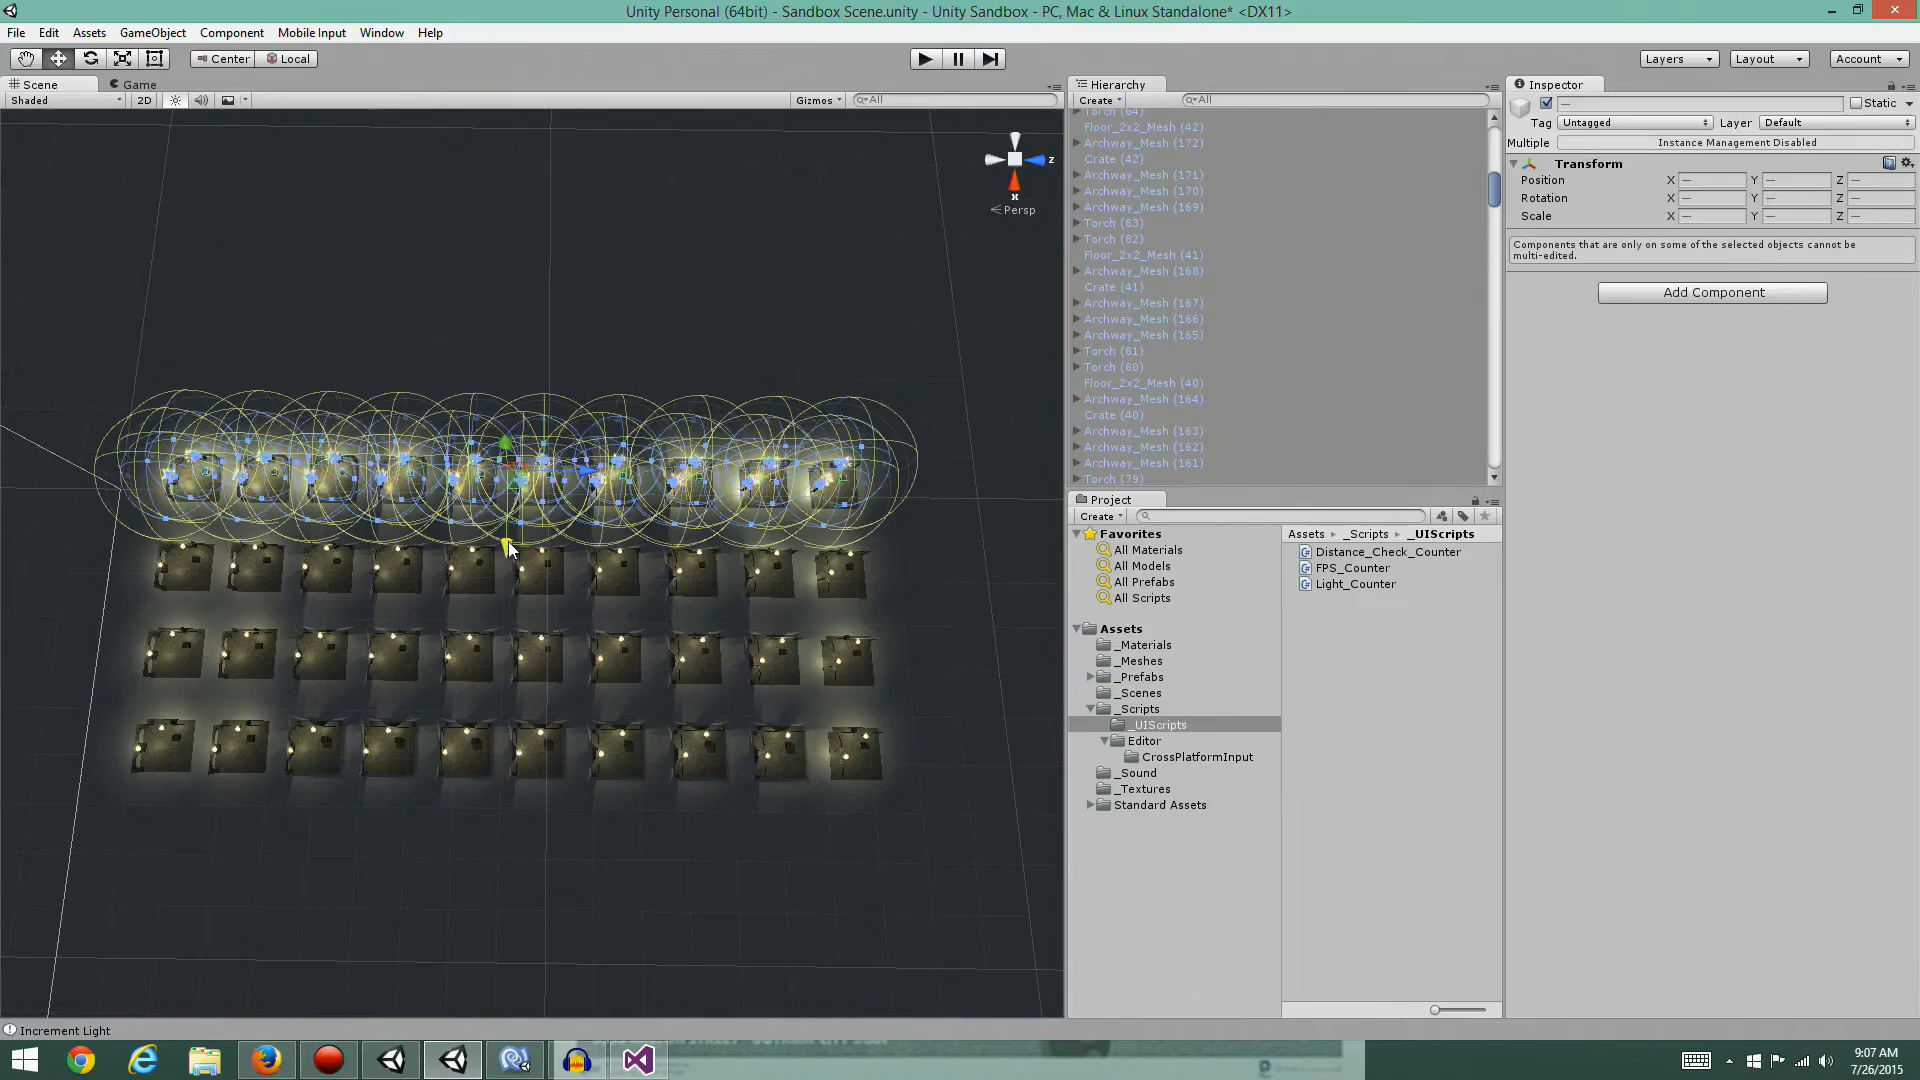 Unity Personal (64bit) - Sandbox Scene.unity - Unity Sandbox - PC, Mac & Linux Standalone* <DX11>
File Edit Assets GameObject Component Mobile Input Window Help
Center Local
Layers Layout Account
Scene Game
Shaded 2D Gizmos All
z
x
Persp
Hierarchy
Create All
Torch (84)
Floor_2x2_Mesh (42)
Archway_Mesh (172)
Crate (42)
Archway_Mesh (171)
Archway_Mesh (170)
Archway_Mesh (169)
Torch (83)
Torch (82)
Floor_2x2_Mesh (41)
Archway_Mesh (168)
Crate (41)
Archway_Mesh (167)
Archway_Mesh (166)
Archway_Mesh (165)
Torch (81)
Torch (80)
Floor_2x2_Mesh (40)
Archway_Mesh (164)
Crate (40)
Archway_Mesh (163)
Archway_Mesh (162)
Archway_Mesh (161)
Torch (79)
Project
Create
Favorites
All Materials
All Models
All Prefabs
All Scripts
Assets
_Materials
_Meshes
_Prefabs
_Scenes
_Scripts
_UIScripts
Editor
CrossPlatformInput
_Sound
_Textures
Standard Assets
Assets _Scripts _UIScripts
Distance_Check_Counter
FPS_Counter
Light_Counter
Inspector
— Static
Tag Untagged Layer Default
Multiple Instance Management Disabled
Transform
Position X — Y — Z —
Rotation X — Y — Z —
Scale X — Y — Z —
Components that are only on some of the selected objects cannot be
multi-edited.
Add Component
Increment Light
9:07 AM
7/26/2015